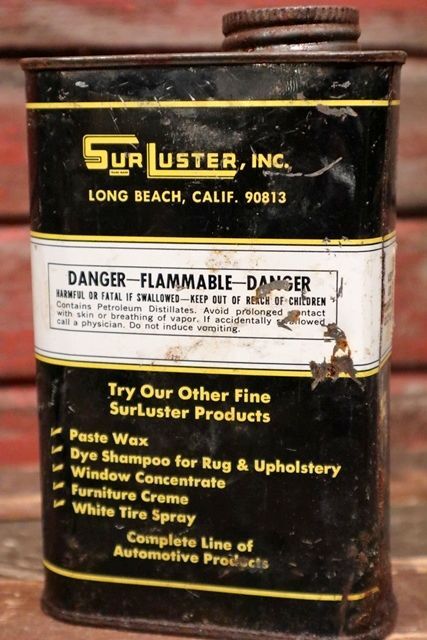 SURLUSTER, INC.
LONG BEACH, CALIF. 90813
DANGER—FLAMMABLE—DANGER
HARMFUL OR FATAL IF SWALLOWED—KEEP OUT OF REACH OF CHILDREN
Contains Petroleum Distillates. Avoid prolonged contact
with skin or breathing of vapor. If accidentally swallowed
call a physician. Do not induce vomiting.
Try Our Other Fine
SurLuster Products
Paste Wax
Dye Shampoo for Rug & Upholstery
Window Concentrate
Furniture Creme
White Tire Spray
Complete Line of
Automotive Products